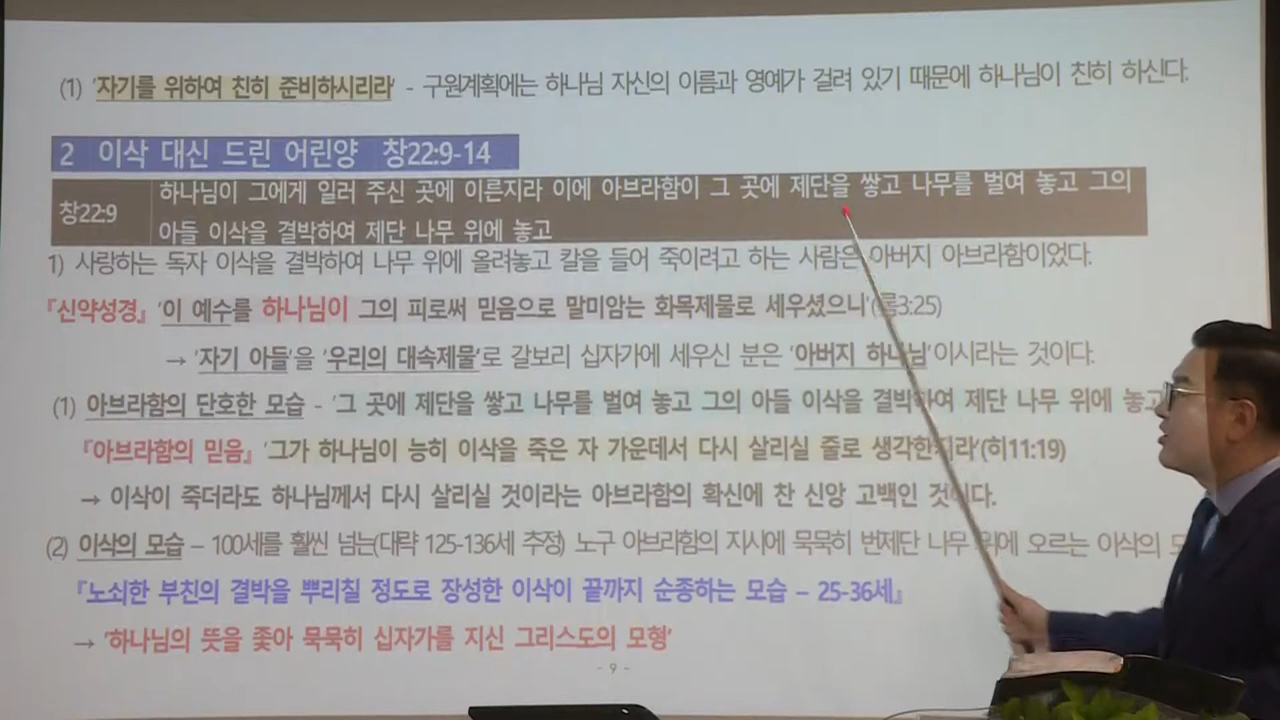 (1) '자기를 위하여 친히 준비하시리라' - 구원계획에는 하나님 자신의 이름과 영예가 걸려 있기 때문에 하나님이 친히 하신다.
2 이삭 대신 드린 어린양 창22:9-14
창22:9
하나님이 그에게 일러 주신 곳에 이른지라 이에 아브라함이 그 곳에 제단을 쌓고 나무를 벌여 놓고 그의
아들 이삭을 결박하여 제단 나무 위에 놓고
1) 사랑하는 독자 이삭을 결박하여 나무 위에 올려놓고 칼을 들어 죽이려고 하는 사람은 아버지 아브라함이었다.
『신약성경』 '이 예수를 하나님이 그의 피로써 믿음으로 말미암는 화목제물로 세우셨으니'(롬3:25)
→ '자기 아들'을 '우리의 대속제물'로 갈보리 십자가에 세우신 분은 '아버지 하나님'이시라는 것이다.
(1) 아브라함의 단호한 모습 - '그 곳에 제단을 쌓고 나무를 벌여 놓고 그의 아들 이삭을 결박하여 제단 나무 위에 놓고
『아브라함의 믿음』 '그가 하나님이 능히 이삭을 죽은 자 가운데서 다시 살리실 줄로 생각한지라'(히11:19)
→ 이삭이 죽더라도 하나님께서 다시 살리실 것이라는 아브라함의 확신에 찬 신앙 고백인 것이다.
(2) 이삭의 모습 – 100세를 훨씬 넘는(대략 125-136세 추정) 노구 아브라함의 지시에 묵묵히 번제단 나무 위에 오르는 이삭의
『노쇠한 부친의 결박을 뿌리칠 정도로 장성한 이삭이 끝까지 순종하는 모습 – 25-36세』
→ '하나님의 뜻을 좇아 묵묵히 십자가를 지신 그리스도의 모형'
- 9 -